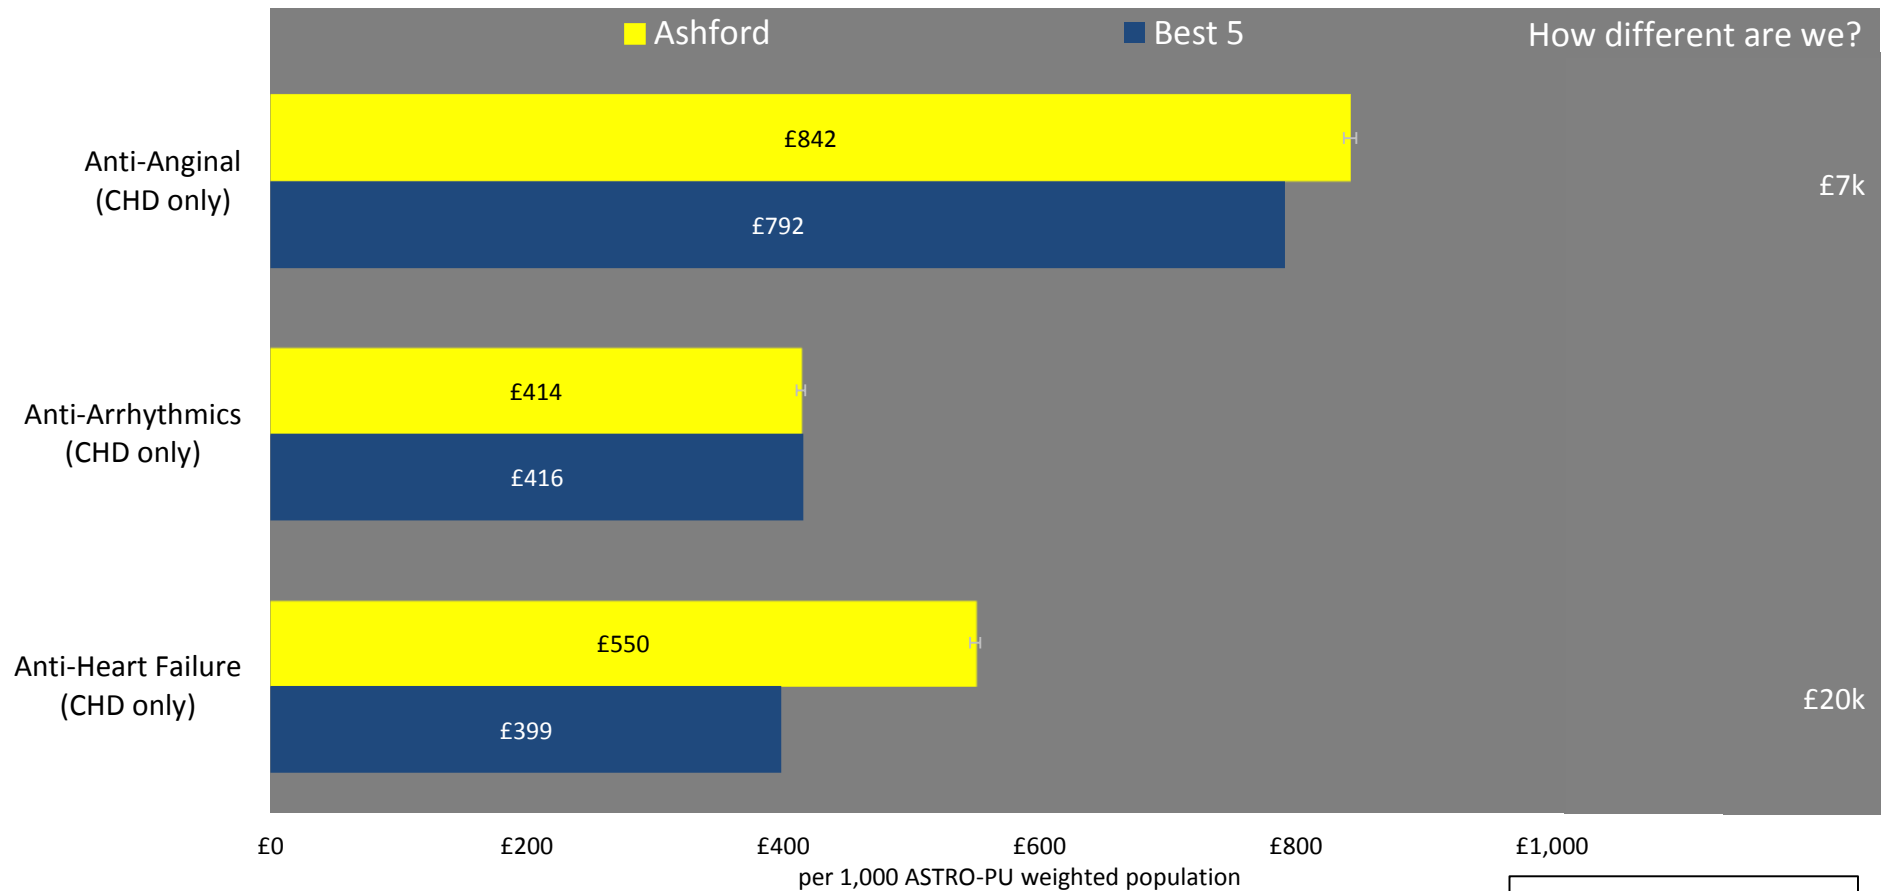 Ashford Best 5 How different are we?
Anti-Anginal
(CHD only)
£842
£792
£7k
Anti-Arrhythmics
(CHD only)
£414
£416
Anti-Heart Failure
(CHD only)
£550
£399
£20k
£0 £200 £400 £600 £800 £1,000
per 1,000 ASTRO-PU weighted population